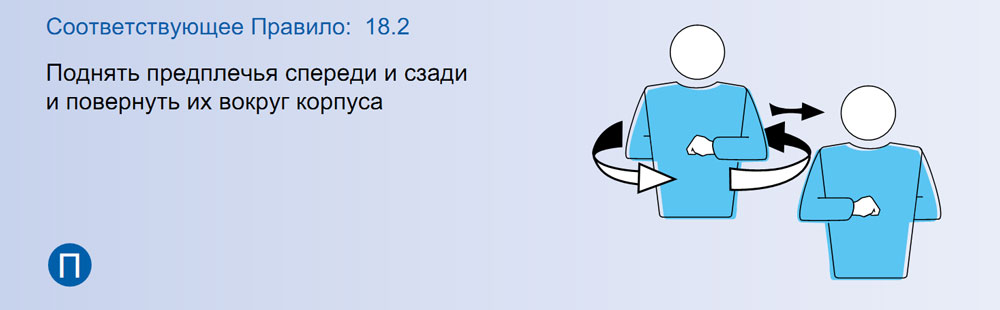 Соответствующее Правило: 18.2
Поднять предплечья спереди и сзади
и повернуть их вокруг корпуса
П